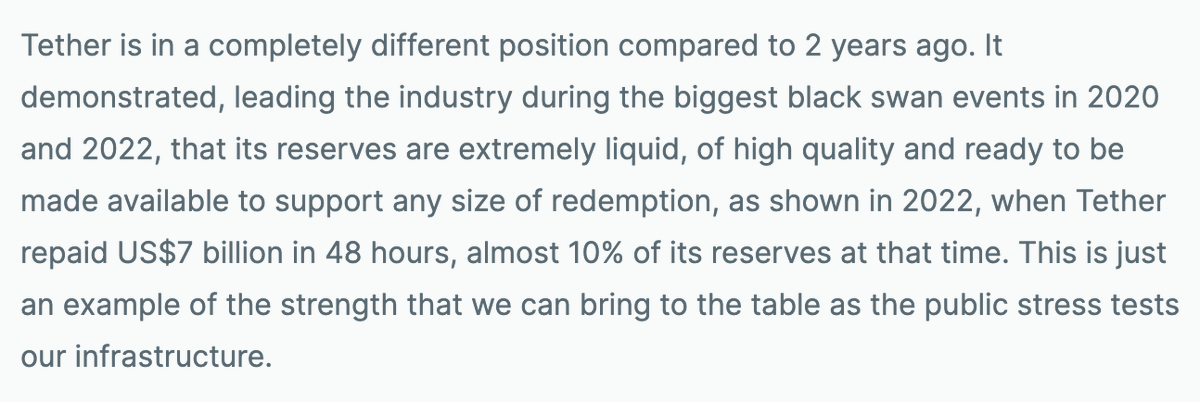 Tether is in a completely different position compared to 2 years ago. It
demonstrated, leading the industry during the biggest black swan events in 2020
and 2022, that its reserves are extremely liquid, of high quality and ready to be
made available to support any size of redemption, as shown in 2022, when Tether
repaid US$7 billion in 48 hours, almost 10% of its reserves at that time. This is just
an example of the strength that we can bring to the table as the public stress tests
our infrastructure.